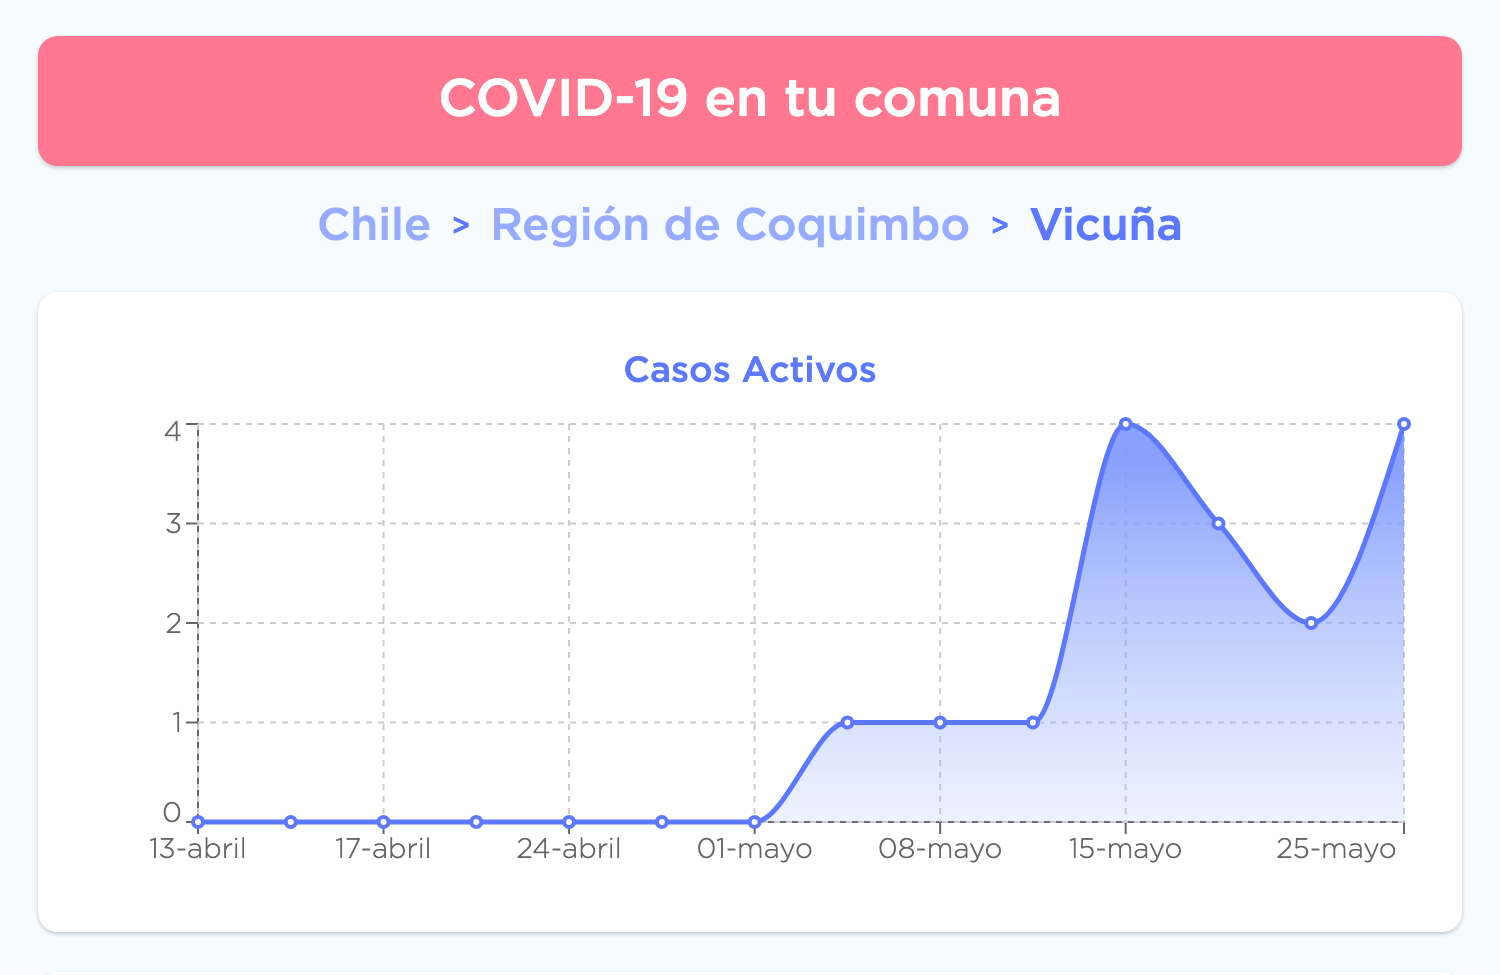 COVID-19 en tu comuna
Chile > Región de Coquimbo > Vicuña
Casos Activos
4
3
2
1
0
13-abril 17-abril 24-abril 01-mayo 08-mayo 15-mayo 25-mayo